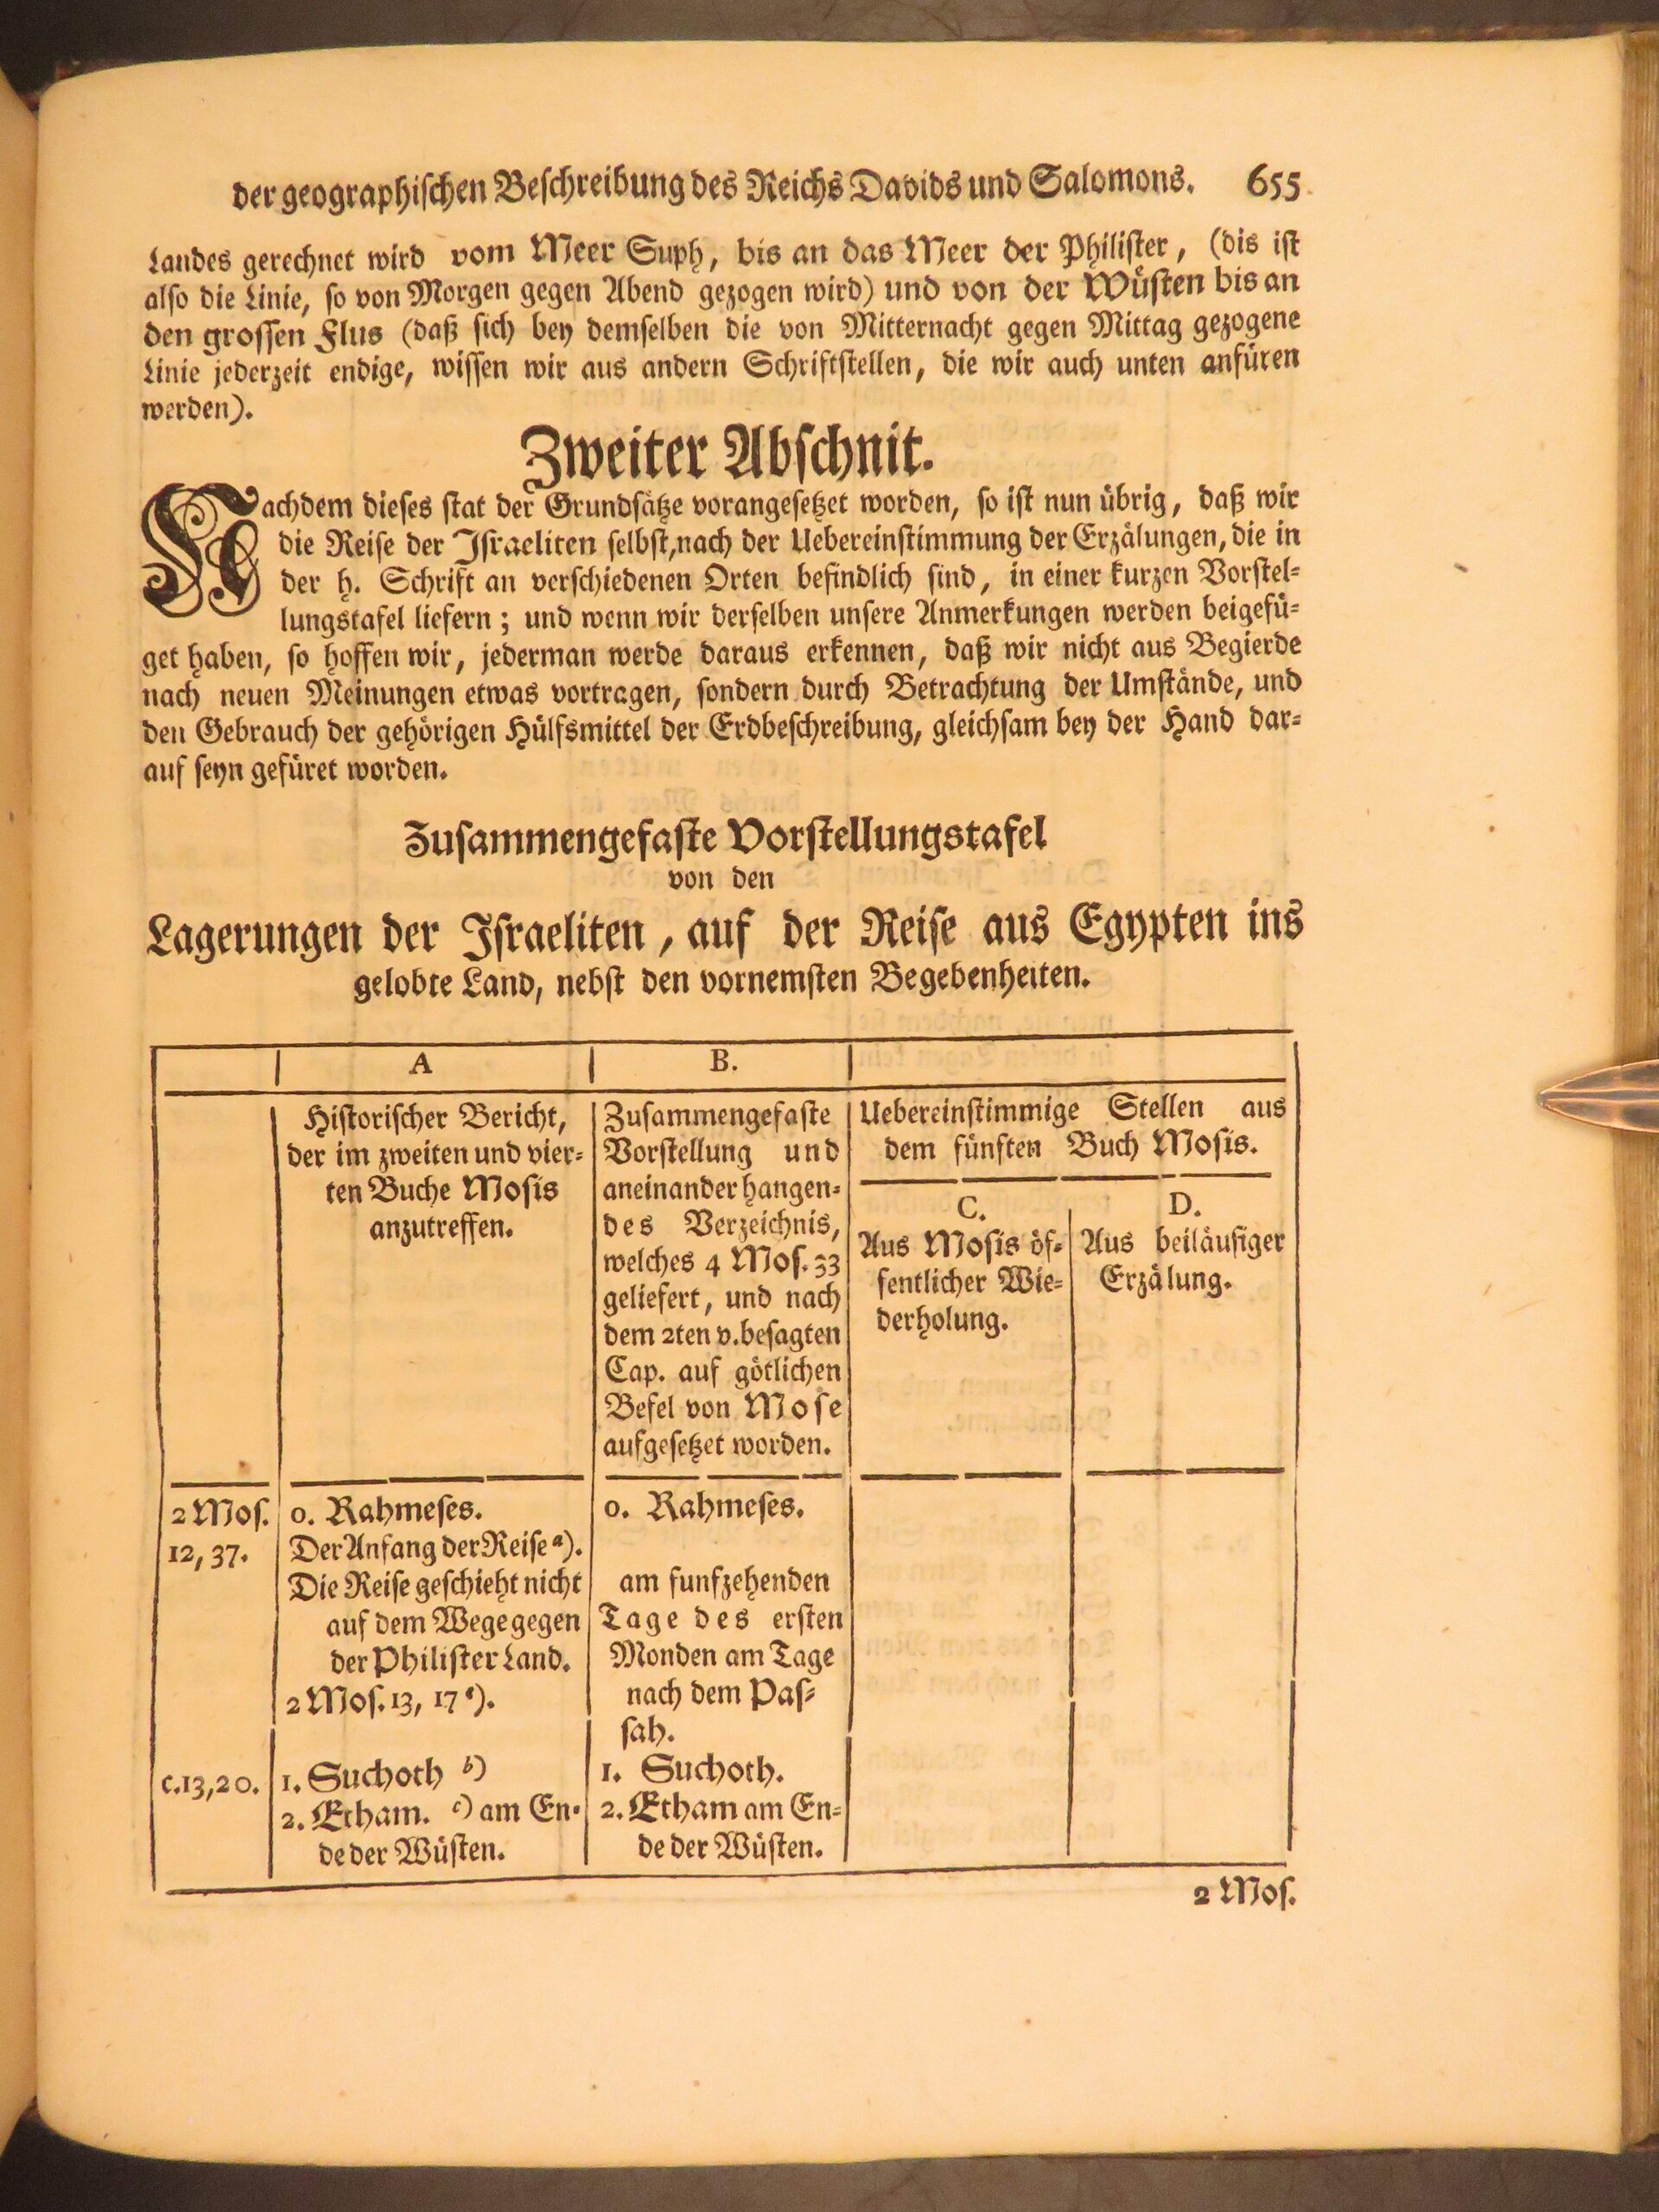 der geographischen Beschreibung des Reichs Davids und Salomons. 655
Landes gerechnet wird vom Meer Suph, bis an das Meer der Philister, (dis ist
also die Linie, so von Morgen gegen Abend gezogen wird) und von der Wüsten bis an
den grossen Flus (daß sich bey demselben die von Mitternacht gegen Mittag gezogene
Linie jederzeit endige, wissen wir aus andern Schriftstellen, die wir auch unten anfüren
werden).
Zweiter Abschnit.
Nachdem dieses stat der Grundsätze vorangesetzet worden, so ist nun übrig, daß wir
die Reise der Israeliten selbst, nach der Uebereinstimmung der Erzälungen, die in
der h. Schrift an verschiedenen Orten befindlich sind, in einer kurzen Vorstel-
lungstafel liefern; und wenn wir derselben unsere Anmerkungen werden beigefü-
get haben, so hoffen wir, jederman werde daraus erkennen, daß wir nicht aus Begierde
nach neuen Meinungen etwas vortragen, sondern durch Betrachtung der Umstände, und
den Gebrauch der gehörigen Hülfsmittel der Erdbeschreibung, gleichsam bey der Hand dar-
auf seyn gefüret worden.
Zusammengefaste Vorstellungstafel
von den
Lagerungen der Israeliten, auf der Reise aus Egypten ins
gelobte Land, nebst den vornemsten Begebenheiten.
A
Historischer Bericht,
der im zweiten und vier-
ten Buche Mosis
anzutreffen.
B.
Zusammengefaste
Vorstellung und
aneinander hangen-
des Verzeichnis,
welches 4 Mos. 33
geliefert, und nach
dem 2ten v. besagten
Cap. auf götlichen
Befel von Mose
aufgesetzet worden.
Uebereinstimmige Stellen aus
dem fünften Buch Mosis.
C.
Aus Mosis öf-
fentlicher Wie-
derholung.
D.
Aus beiläufiger
Erzälung.
2 Mos.
12, 37.
0. Rahmeses.
Der Anfang der Reise a).
Die Reise geschieht nicht
auf dem Wege gegen
der Philister Land.
2 Mos. 13, 17 e).
0. Rahmeses.
am funfzehenden
Tage des ersten
Monden am Tage
nach dem Pas-
sah.
c. 13, 20.
1. Suchoth b)
2. Etham. c) am En-
de der Wüsten.
1. Suchoth.
2. Etham am En-
de der Wüsten.
2 Mos.